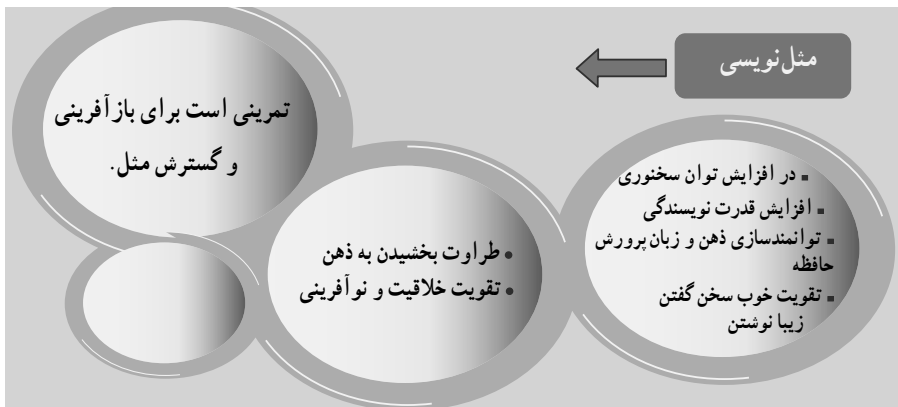 مثل‌نویسی
در افزایش توان سخنوری
افزایش قدرت نویسندگی
توانمندسازی ذهن و زبان پرورش
حافظه
تقویت خوب سخن گفتن
زیبا نوشتن
طراوت بخشیدن به ذهن
تقویت خلاقیت و نوآفرینی
تمرینی است برای بازآفرینی
و گسترش مثل.